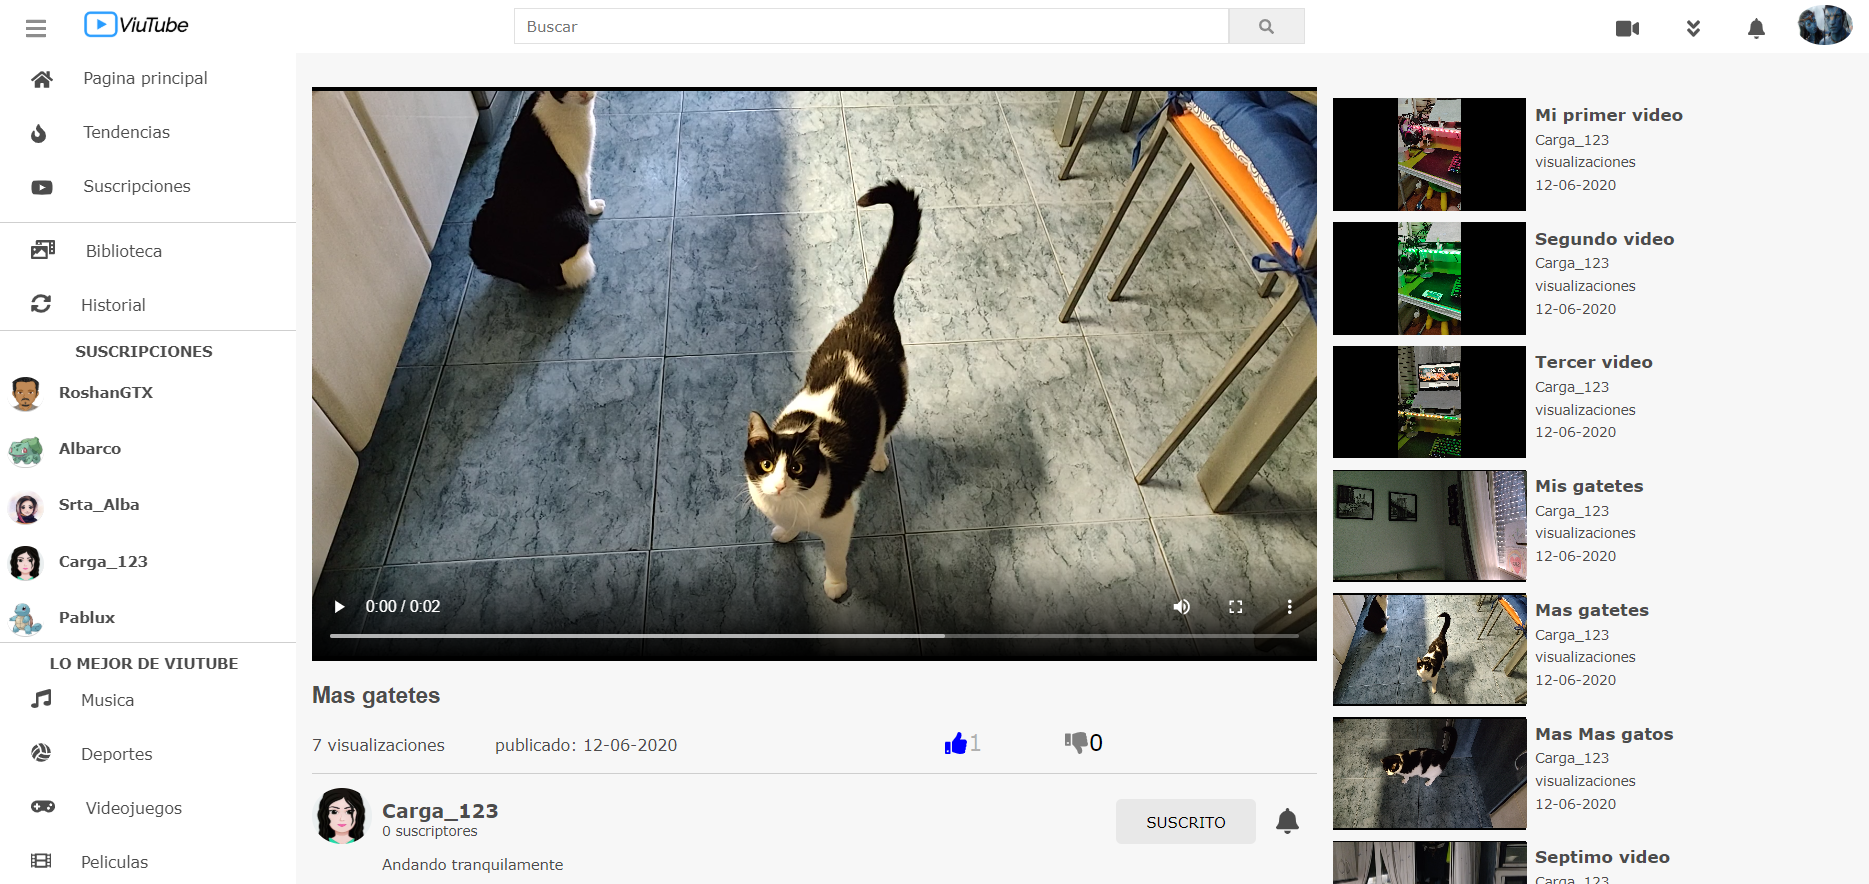 ViuTube
Buscar
Pagina principal
Tendencias
Suscripciones
Biblioteca
Historial
SUSCRIPCIONES
RoshanGTX
Albarco
Srta_Alba
Carga_123
Pablux
LO MEJOR DE VIUTUBE
Musica
Deportes
Videojuegos
Peliculas
0:00 / 0:02
Mas gatetes
7 visualizaciones
publicado: 12-06-2020
1
0
Carga_123
0 suscriptores
SUSCRITO
Andando tranquilamente
Mi primer video
Carga_123
visualizaciones
12-06-2020
Segundo video
Carga_123
visualizaciones
12-06-2020
Tercer video
Carga_123
visualizaciones
12-06-2020
Mis gatetes
Carga_123
visualizaciones
12-06-2020
Mas gatetes
Carga_123
visualizaciones
12-06-2020
Mas Mas gatos
Carga_123
visualizaciones
12-06-2020
Septimo video
Carga_123